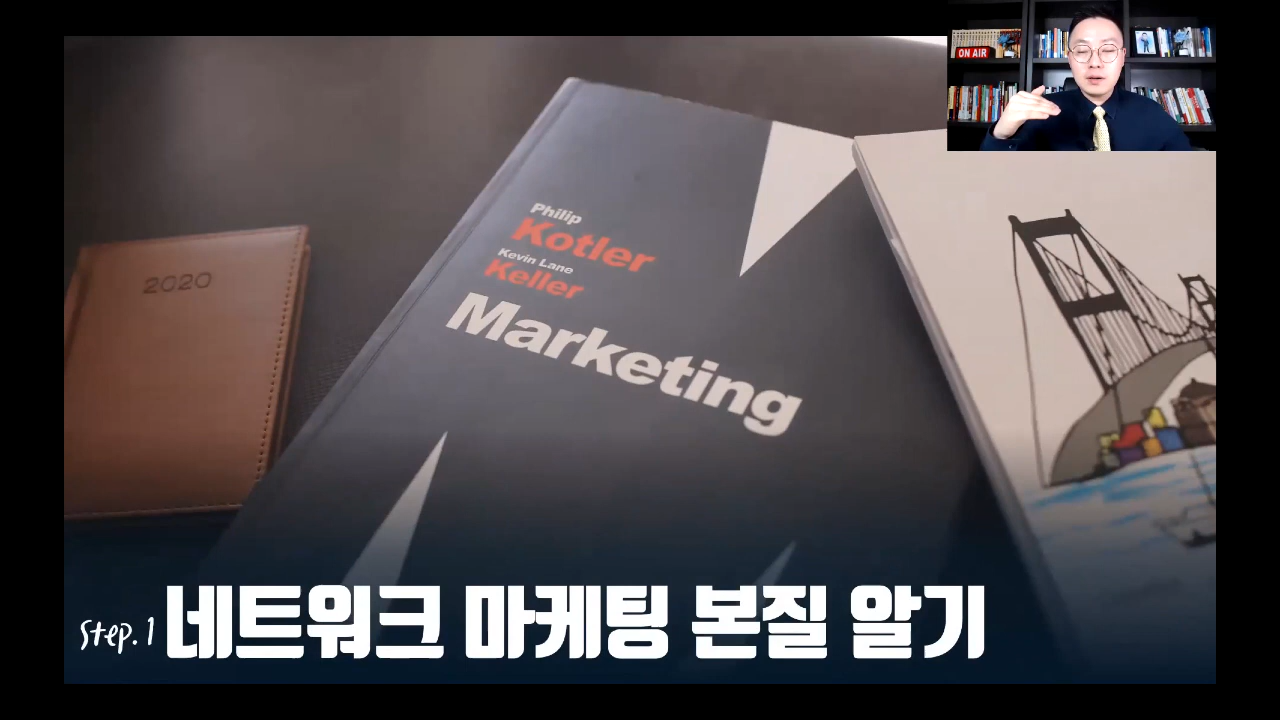 ON AIR
Philip
Kotler
Kevin Lane
Keller
Marketing
2020
Step. 1 네트워크 마케팅 본질 알기